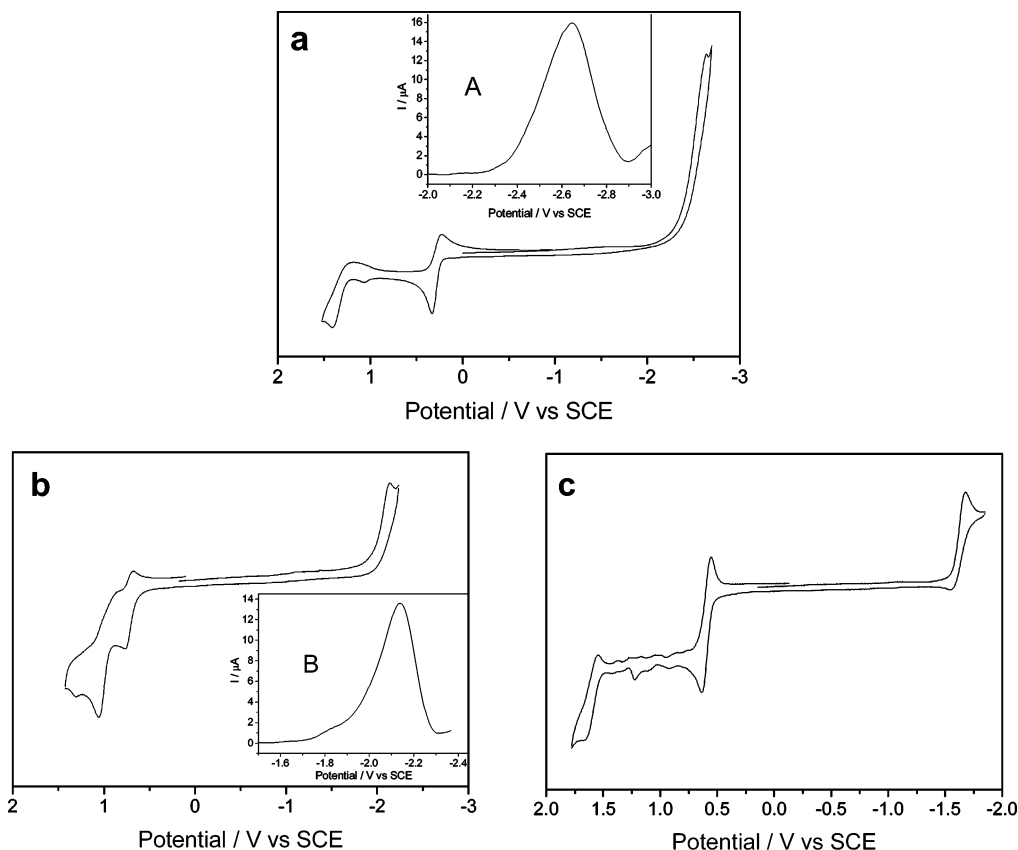 a
16
14
12
10
8
6
4
2
0
I / μA
A
-2.0 -2.2 -2.4 -2.6 -2.8 -3.0
Potential / V vs SCE
2 1 0 -1 -2 -3
Potential / V vs SCE
b
14
12
10
8
6
4
2
0
I / μA
B
-1.6 -1.8 -2.0 -2.2 -2.4
Potential / V vs SCE
2 1 0 -1 -2 -3
Potential / V vs SCE
c
2.0 1.5 1.0 0.5 0.0 -0.5 -1.0 -1.5 -2.0
Potential / V vs SCE